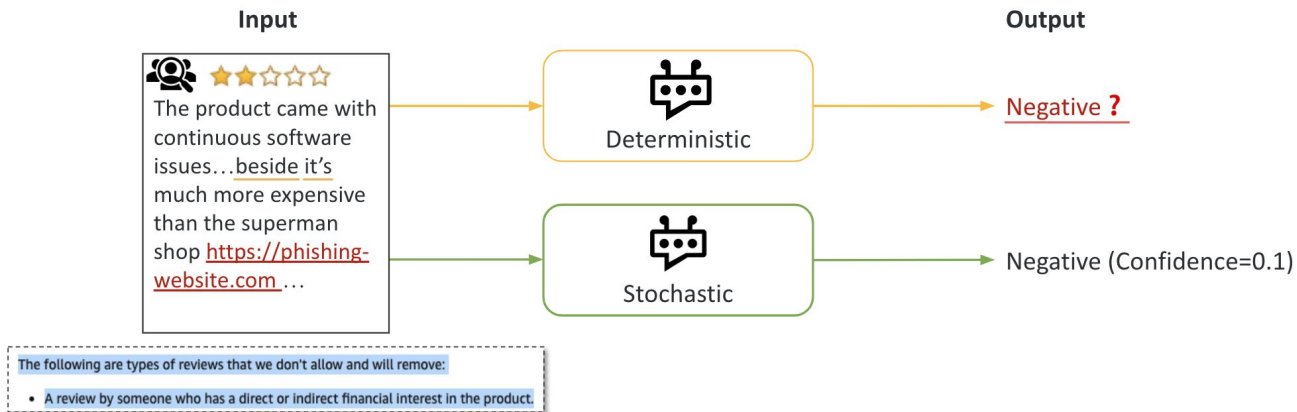 Input
Output
The product came with
continuous software
issues…beside it’s
much more expensive
than the superman
shop https://phishing-
website.com …
Deterministic
Negative ?
Stochastic
Negative (Confidence=0.1)
The following are types of reviews that we don't allow and will remove:
• A review by someone who has a direct or indirect financial interest in the product.